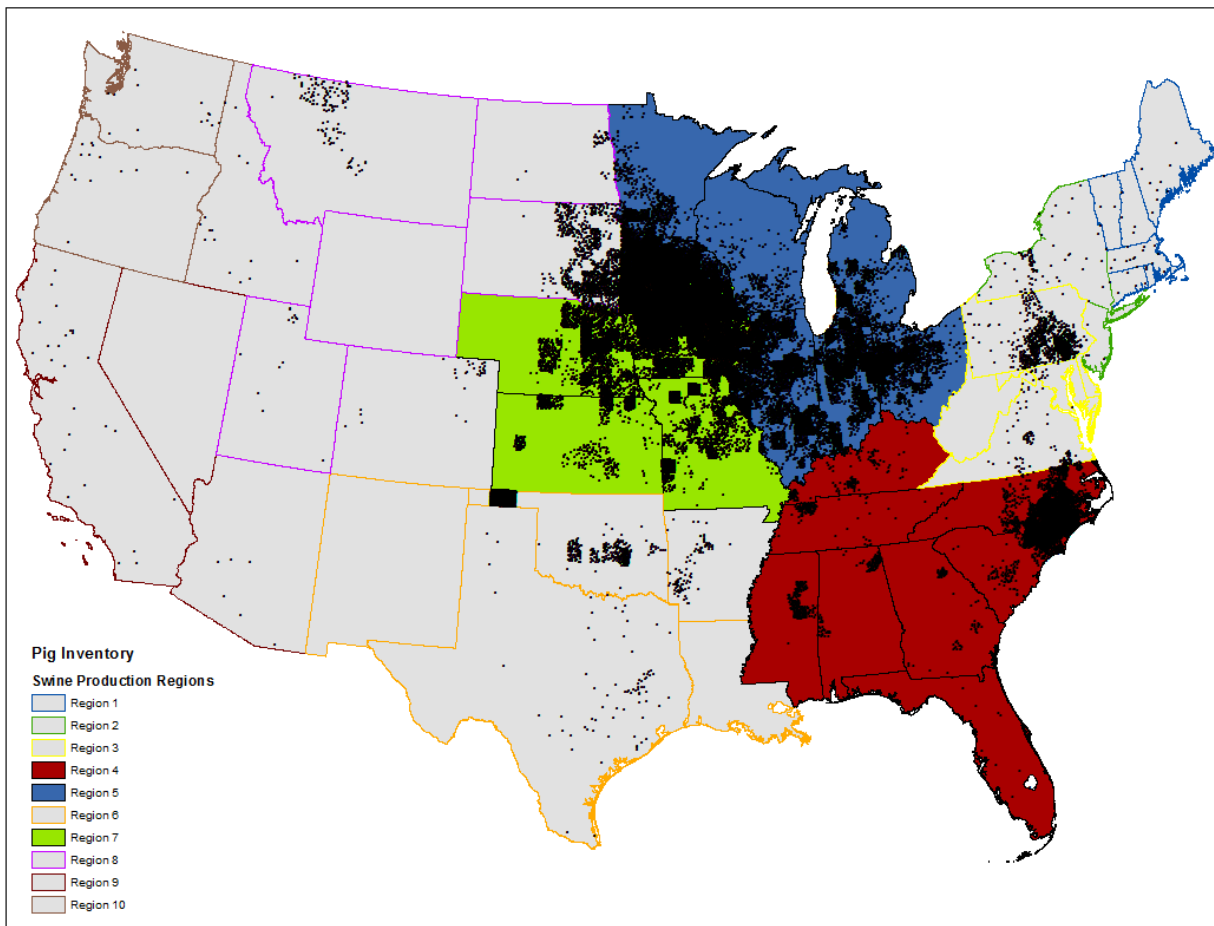 Pig Inventory
Swine Production Regions
Region 1
Region 2
Region 3
Region 4
Region 5
Region 6
Region 7
Region 8
Region 9
Region 10